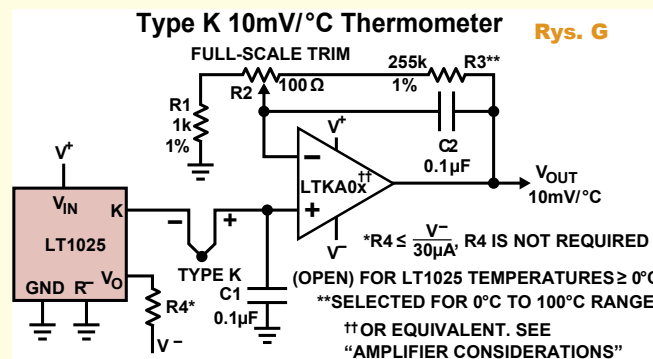 Type K 10mV/°C Thermometer
Rys. G
FULL-SCALE TRIM
255k
R3**
R2
100Ω
1%
R1
1k
1%
C2
0.1µF
V+
V+
LTKA0x††
VOUT
10mV/°C
VIN
K
LT1025
VO
GND
R–
TYPE K
V–
R4*
V–
C1
0.1µF
*R4 ≤ V–/30µA, R4 IS NOT REQUIRED
(OPEN) FOR LT1025 TEMPERATURES ≥ 0°C
**SELECTED FOR 0°C TO 100°C RANGE
††OR EQUIVALENT. SEE
“AMPLIFIER CONSIDERATIONS”